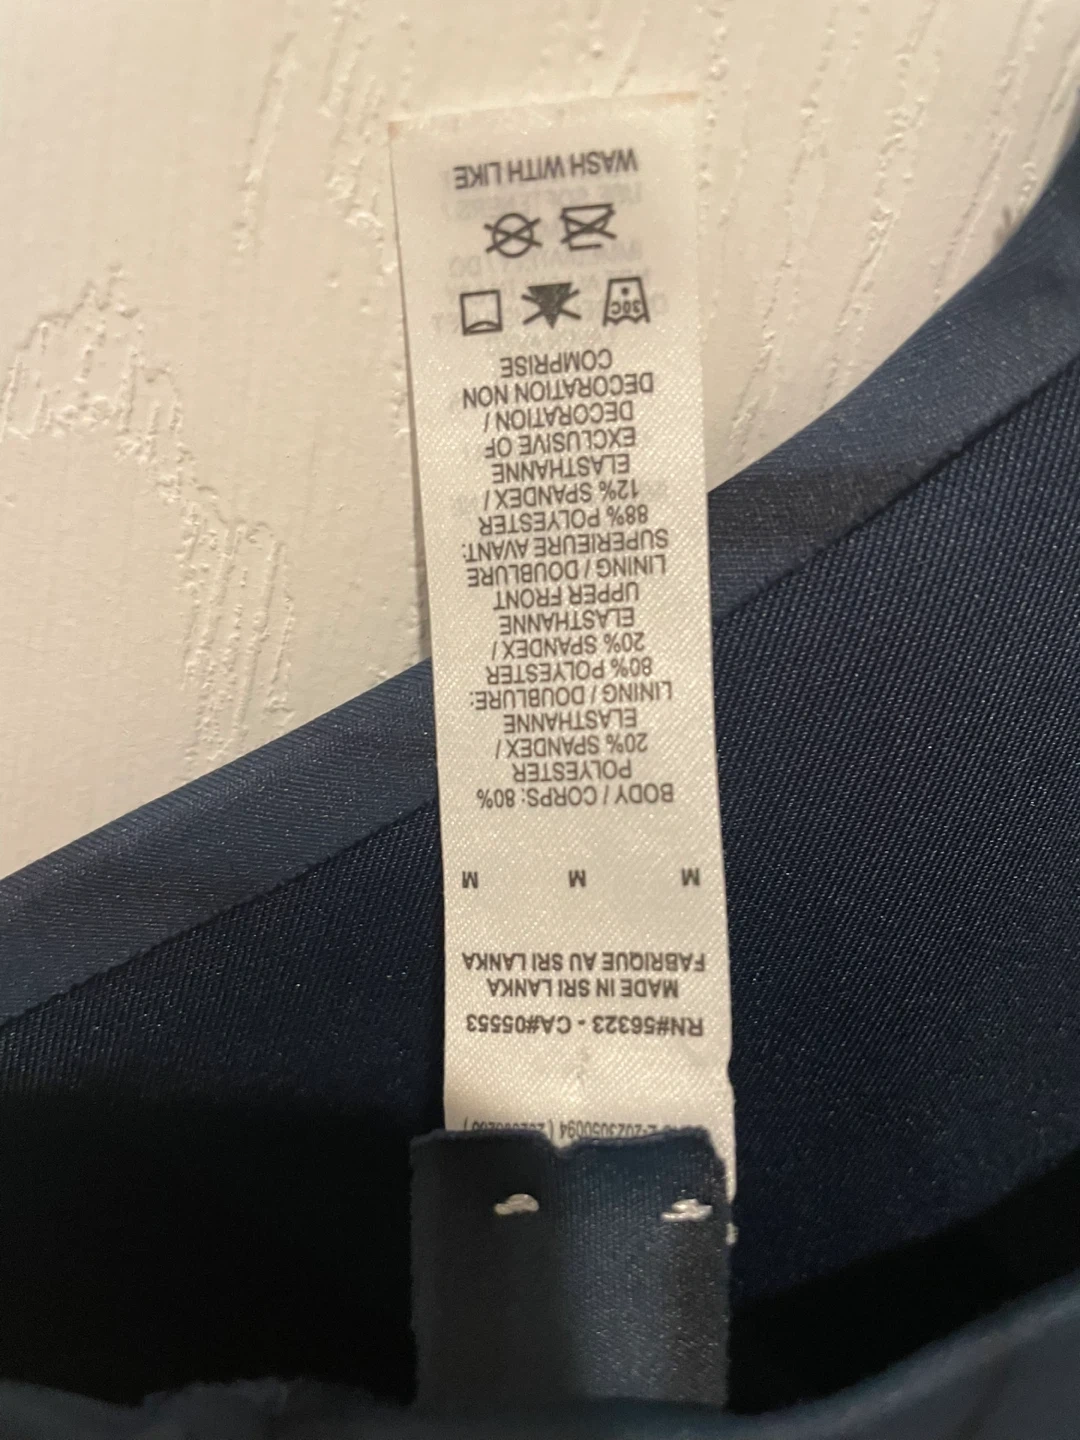 2023050094 (
RN#56323 - CA#05553
MADE IN SRI LANKA
FABRIQUE AU SRI LANKA
M M M
BODY / CORPS: 80%
POLYESTER
20% SPANDEX /
ELASTHANNE
LINING / DOUBLURE:
80% POLYESTER
20% SPANDEX /
ELASTHANNE
UPPER FRONT
LINING / DOUBLURE
SUPERIEURE AVANT:
88% POLYESTER
12% SPANDEX /
ELASTHANNE
EXCLUSIVE OF
DECORATION /
DECORATION NON
COMPRISE
30C
WASH WITH LIKE